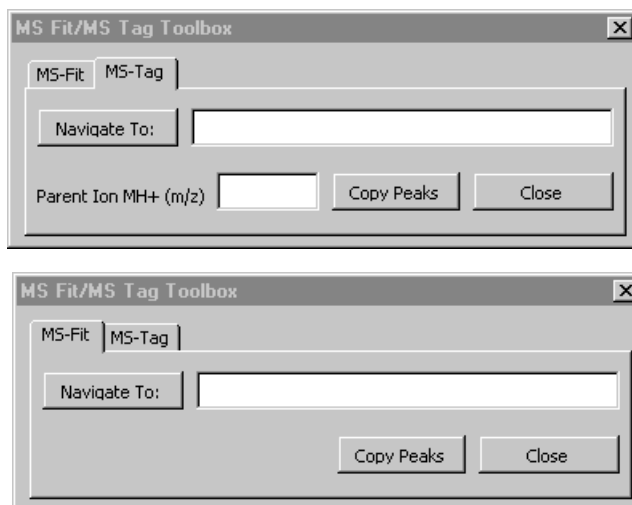 MS Fit/MS Tag Toolbox
MS-Fit MS-Tag
Navigate To:
Parent Ion MH+ (m/z) Copy Peaks Close
MS Fit/MS Tag Toolbox
MS-Fit MS-Tag
Navigate To:
Copy Peaks Close